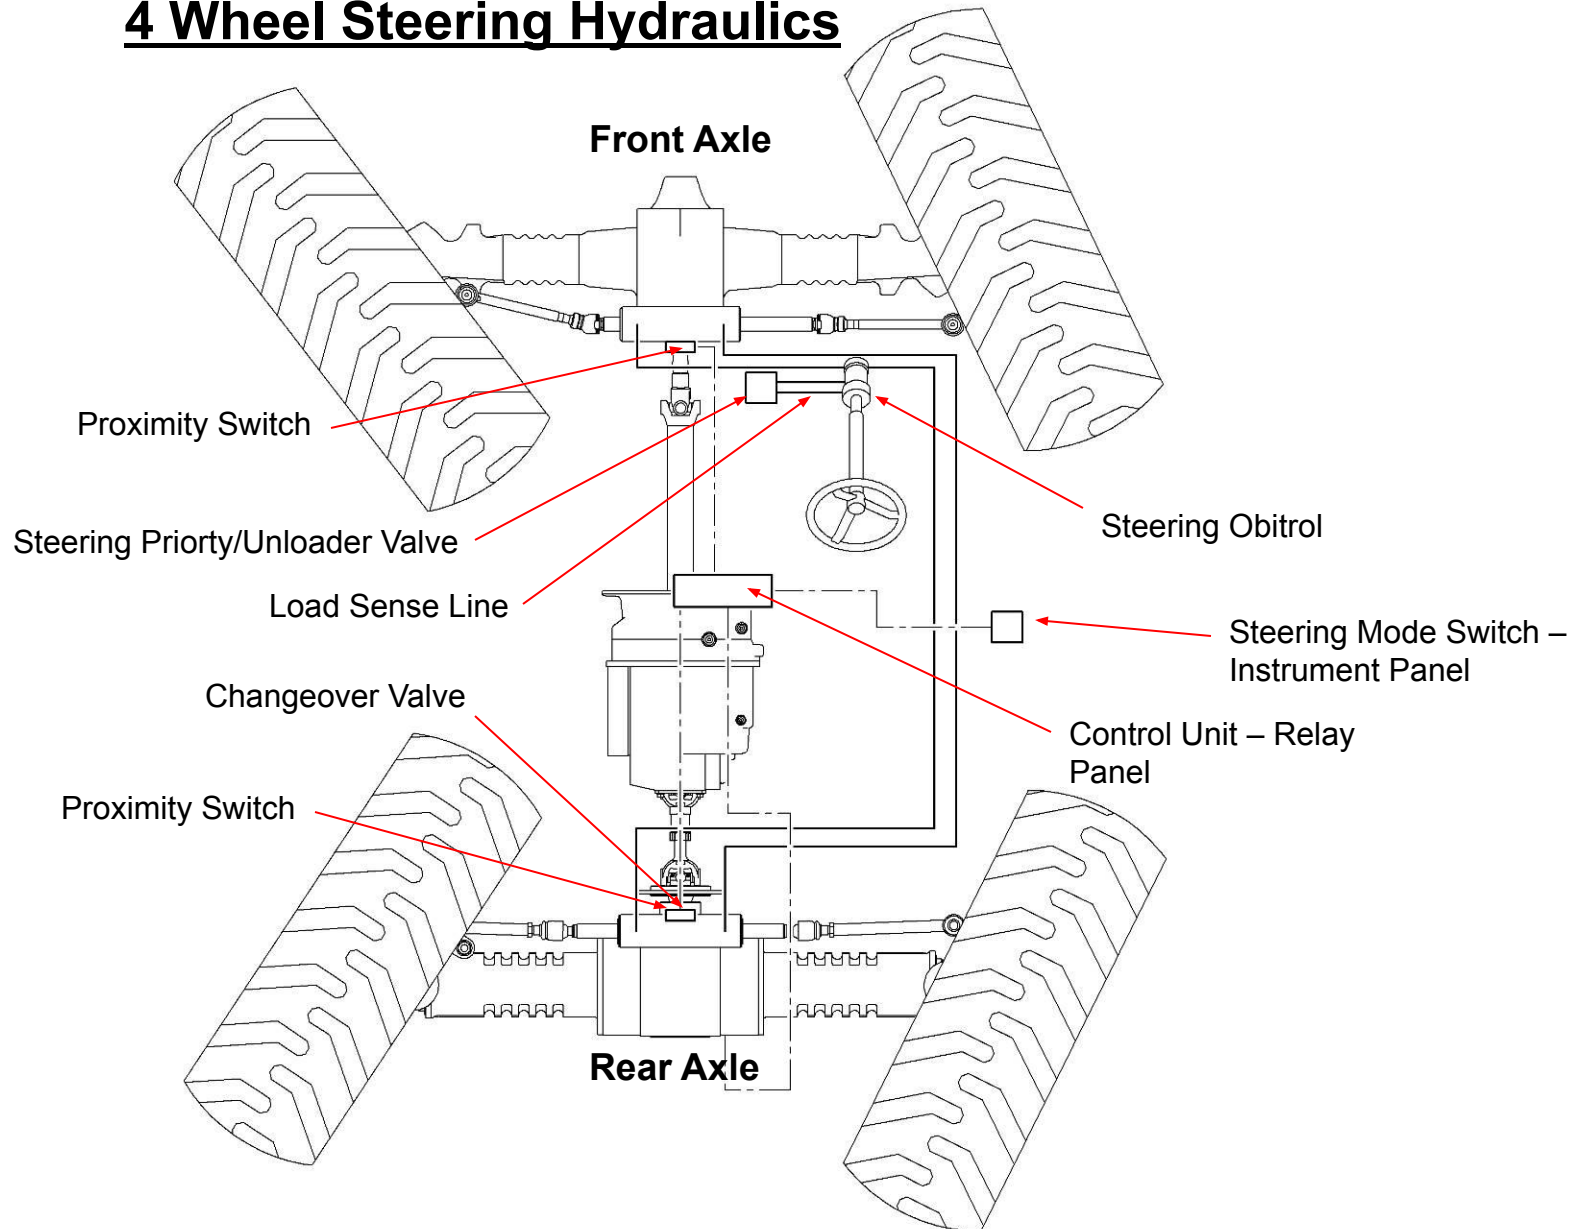 4 Wheel Steering Hydraulics
Front Axle
Proximity Switch
Steering Priorty/Unloader Valve
Steering Obitrol
Load Sense Line
Steering Mode Switch –
Instrument Panel
Changeover Valve
Control Unit – Relay
Panel
Proximity Switch
Rear Axle